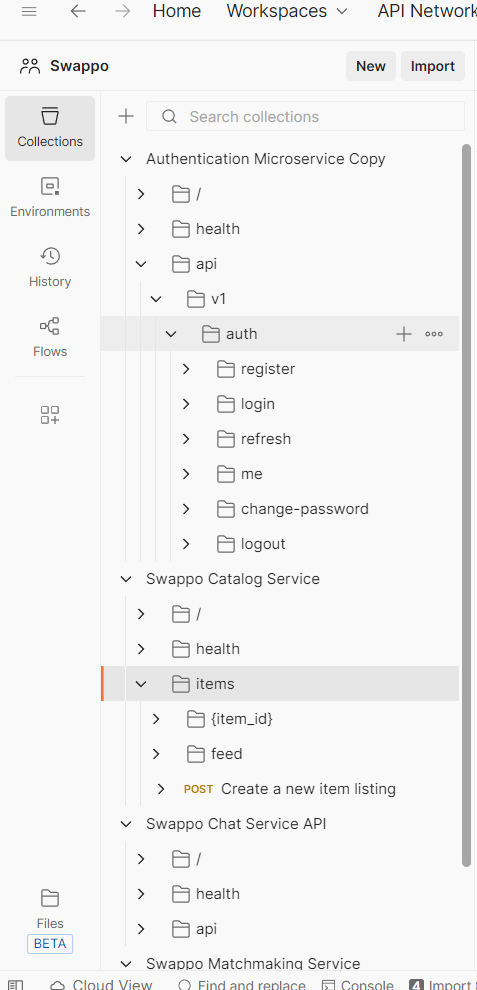 Home Workspaces API Network
Swappo New Import
Collections
Environments
History
Flows
Files
BETA
Search collections
Authentication Microservice Copy
/
health
api
v1
auth
register
login
refresh
me
change-password
logout
Swappo Catalog Service
/
health
items
{item_id}
feed
POST Create a new item listing
Swappo Chat Service API
/
health
api
Swappo Matchmaking Service
Cloud View Find and replace Console 4 Import